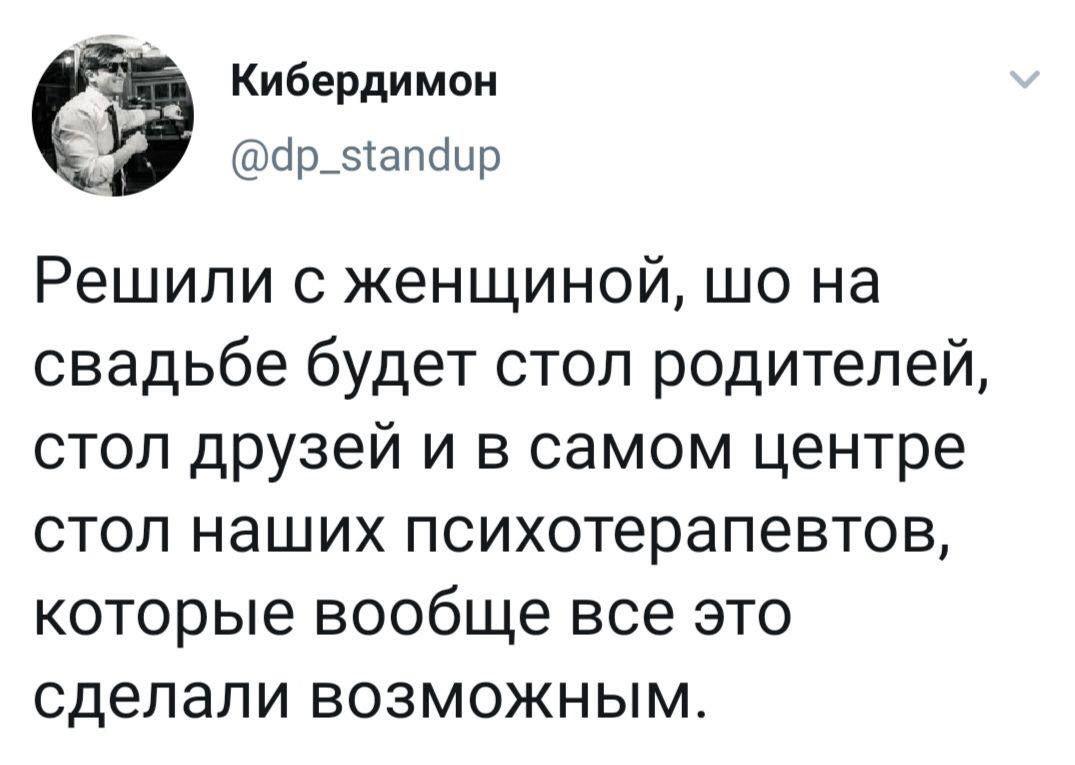 Кибердимон
@dp_standup
Решили с женщиной, шо на
свадьбе будет стол родителей,
стол друзей и в самом центре
стол наших психотерапевтов,
которые вообще все это
сделали возможным.